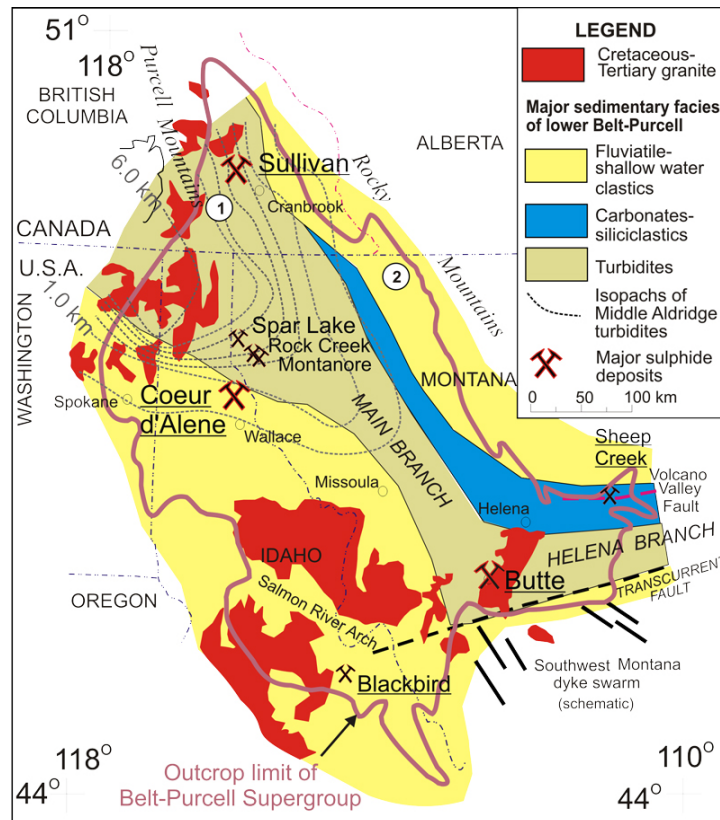 51°
118°
BRITISH
COLUMBIA
Purcell Mountains
6.0 km
ALBERTA
Sullivan
Rocky
Cranbrook
1
CANADA
U.S.A.
1.0 km
2
Mountains
WASHINGTON
Spar Lake
Rock Creek
Montanore
MONTANA
Coeur
d'Alene
Spokane
Wallace
MAIN BRANCH
Missoula
Sheep
Creek
Volcano
Valley
Fault
Helena
HELENA BRANCH
IDAHO
Butte
TRANSCURRENT
FAULT
OREGON
Salmon River Arch
Blackbird
Southwest Montana
dyke swarm
(schematic)
118°
44°
Outcrop limit of
Belt-Purcell Supergroup
110°
44°
LEGEND
Cretaceous-
Tertiary granite
Major sedimentary facies
of lower Belt-Purcell
Fluviatile-
shallow water
clastics
Carbonates-
siliciclastics
Turbidites
Isopachs of
Middle Aldridge
turbidites
Major sulphide
deposits
0 50 100 km